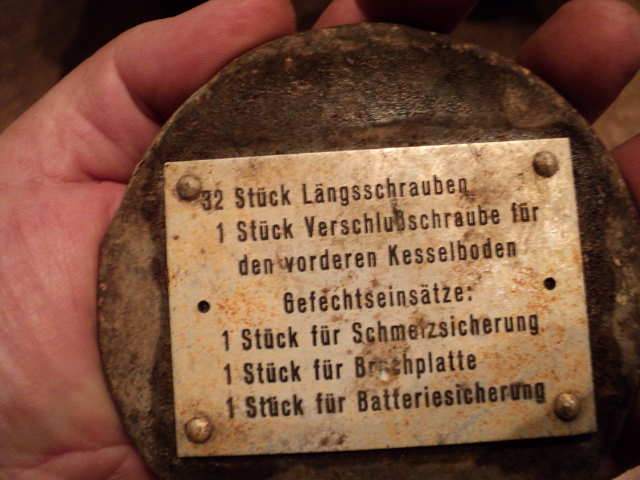 32 Stück Längsschrauben
1 Stück Verschlußschraube für
den vorderen Kesselboden
Gefechtseinsätze:
1 Stück für Schmelzsicherung
1 Stück für Bruchplatte
1 Stück für Batteriesicherung